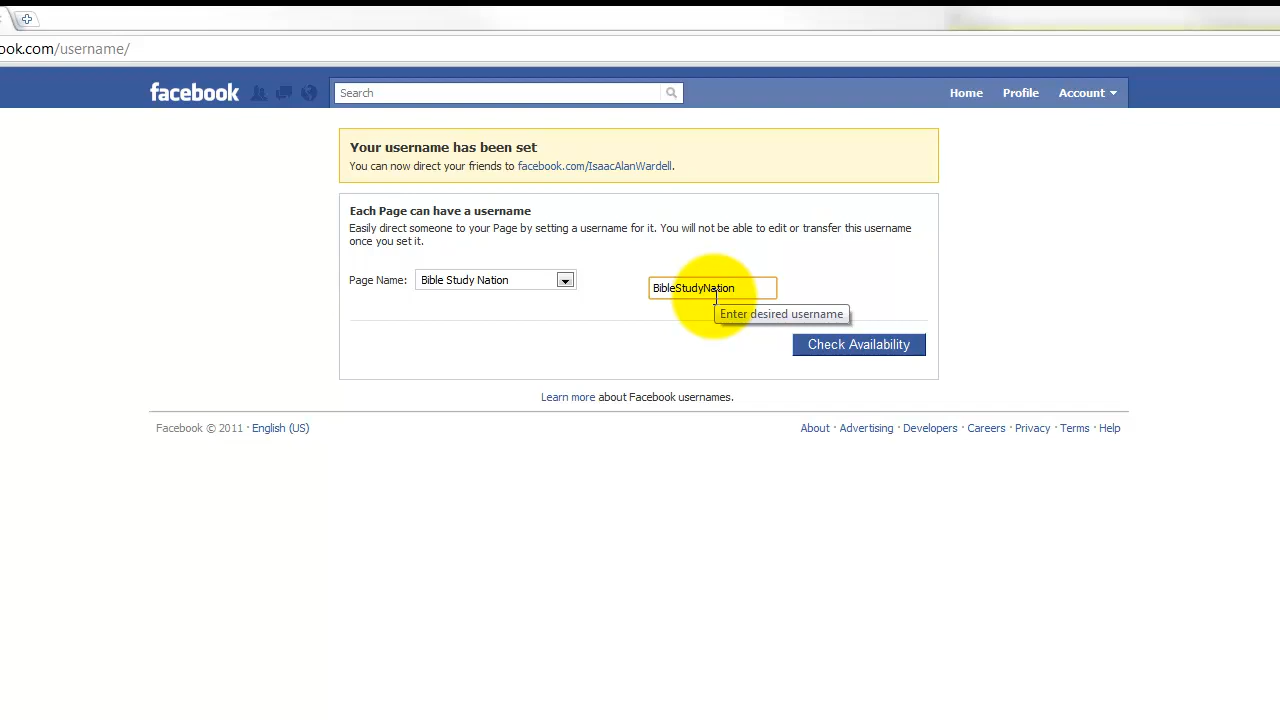 ook.com/username/
facebook
Search
Home Profile Account
Your username has been set
You can now direct your friends to facebook.com/IsaacAlanWardell.
Each Page can have a username
Easily direct someone to your Page by setting a username for it. You will not be able to edit or transfer this username
once you set it.
Page Name: Bible Study Nation BibleStudyNation
Enter desired username
Check Availability
Learn more about Facebook usernames.
Facebook © 2011 · English (US) About · Advertising · Developers · Careers · Privacy · Terms · Help